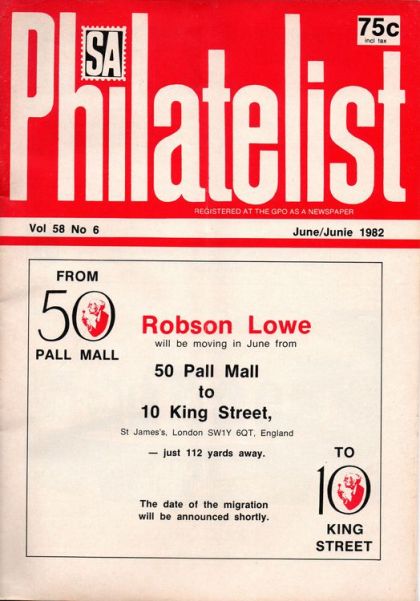 75c
incl tax
SA
Philatelist
REGISTERED AT THE GPO AS A NEWSPAPER
Vol 58 No 6
June/Junie 1982
FROM
50
PALL MALL
Robson Lowe
will be moving in June from
50 Pall Mall
to
10 King Street,
St James's, London SW1Y 6QT, England
— just 112 yards away.
The date of the migration
will be announced shortly.
TO
10
KING
STREET